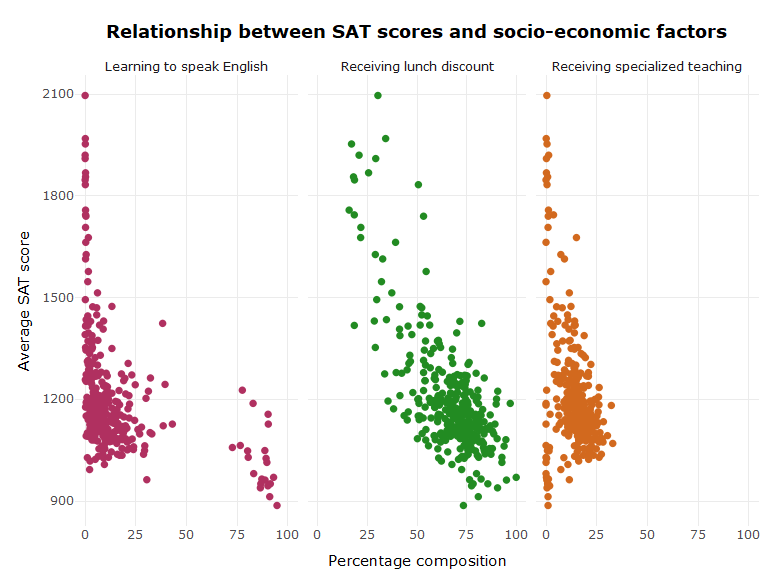 Relationship between SAT scores and socio-economic factors
Learning to speak English
Receiving lunch discount
Receiving specialized teaching
2100
1800
1500
1200
900
Average SAT score
0 25 50 75 100
0 25 50 75 100
0 25 50 75 100
Percentage composition